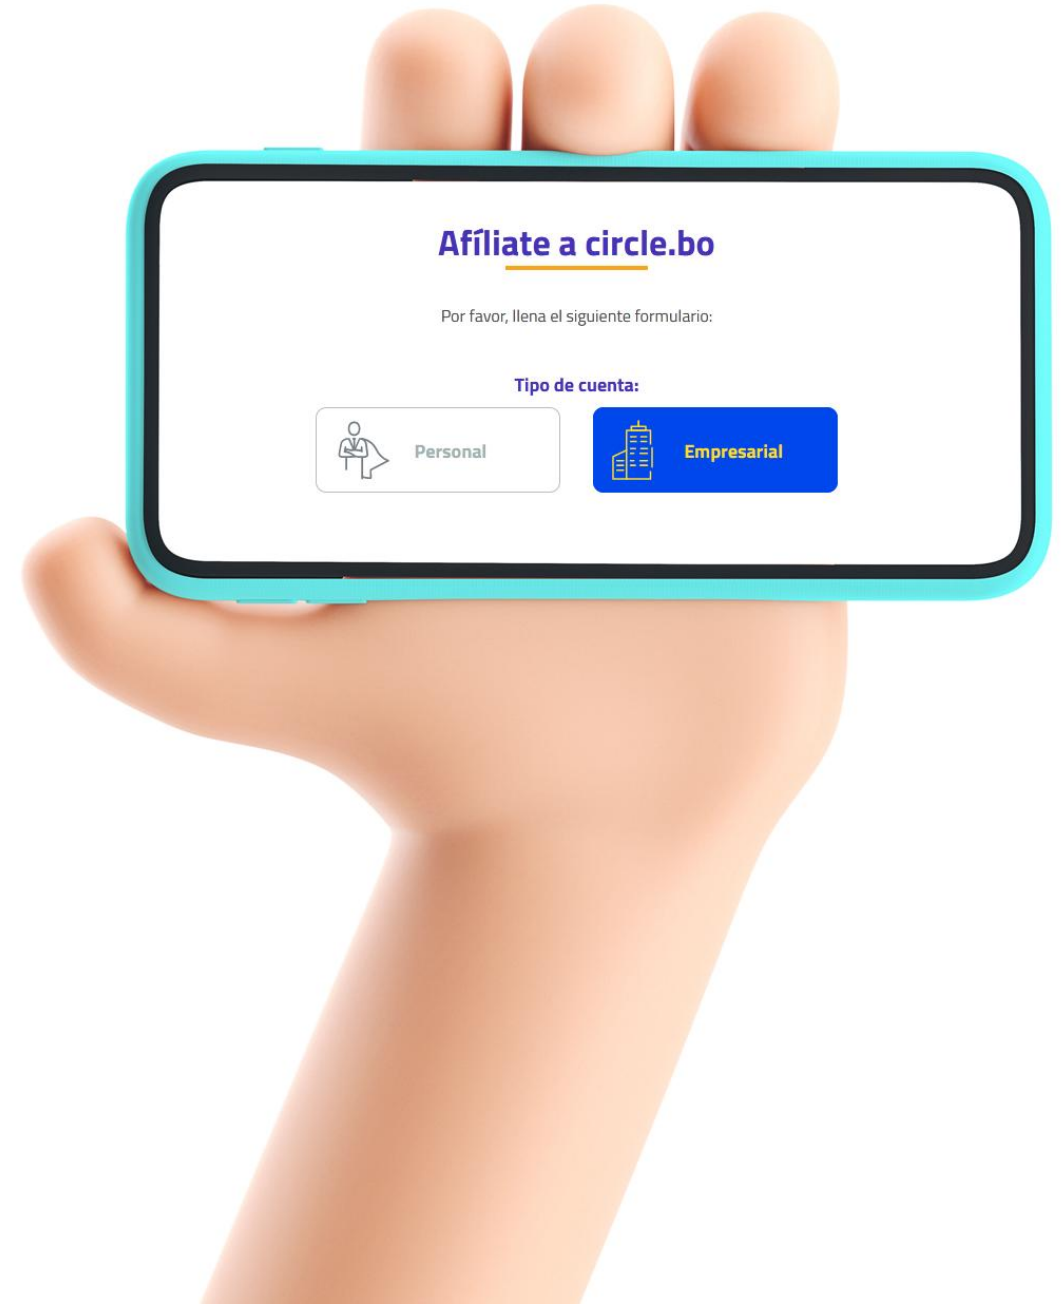 Afíliate a circle.bo
Por favor, llena el siguiente formulario:
Tipo de cuenta:
Personal
Empresarial